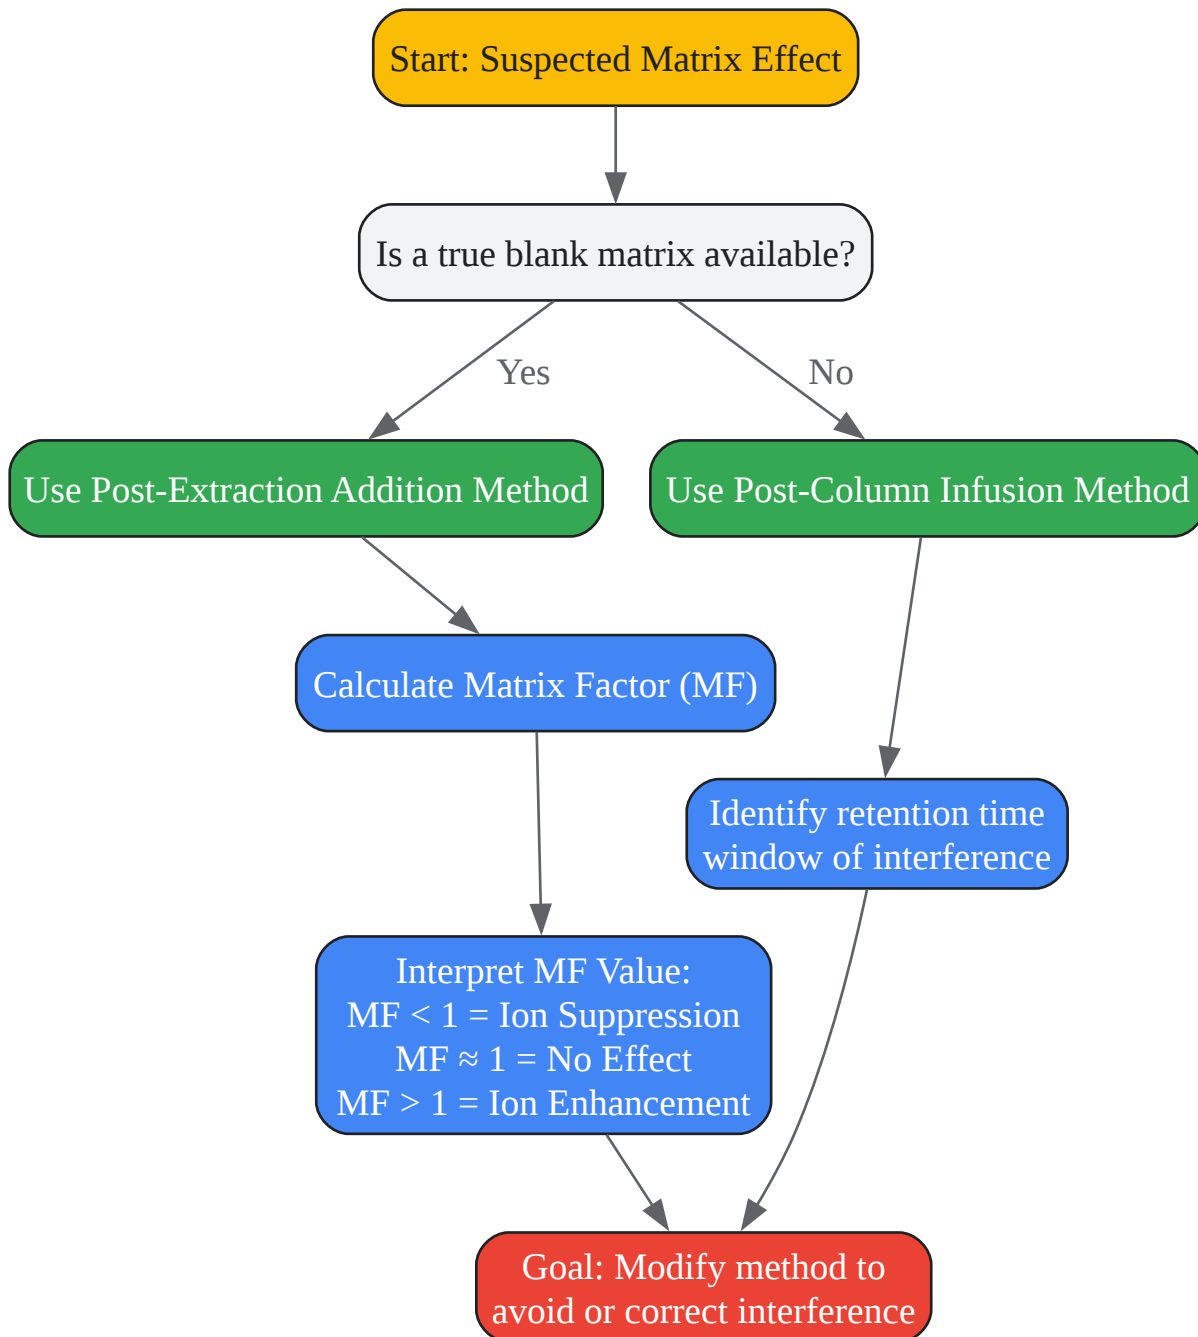 Start: Suspected Matrix Effect
Is a true blank matrix available?
Yes
No
Use Post-Extraction Addition Method
Use Post-Column Infusion Method
Calculate Matrix Factor (MF)
Identify retention time
window of interference
Interpret MF Value:
MF < 1 = Ion Suppression
MF ≈ 1 = No Effect
MF > 1 = Ion Enhancement
Goal: Modify method to
avoid or correct interference